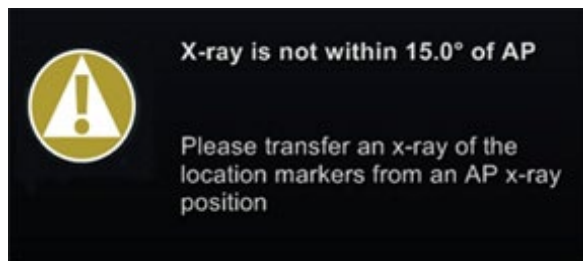 X-ray is not within 15.0° of AP
Please transfer an x-ray of the
location markers from an AP x-ray
position